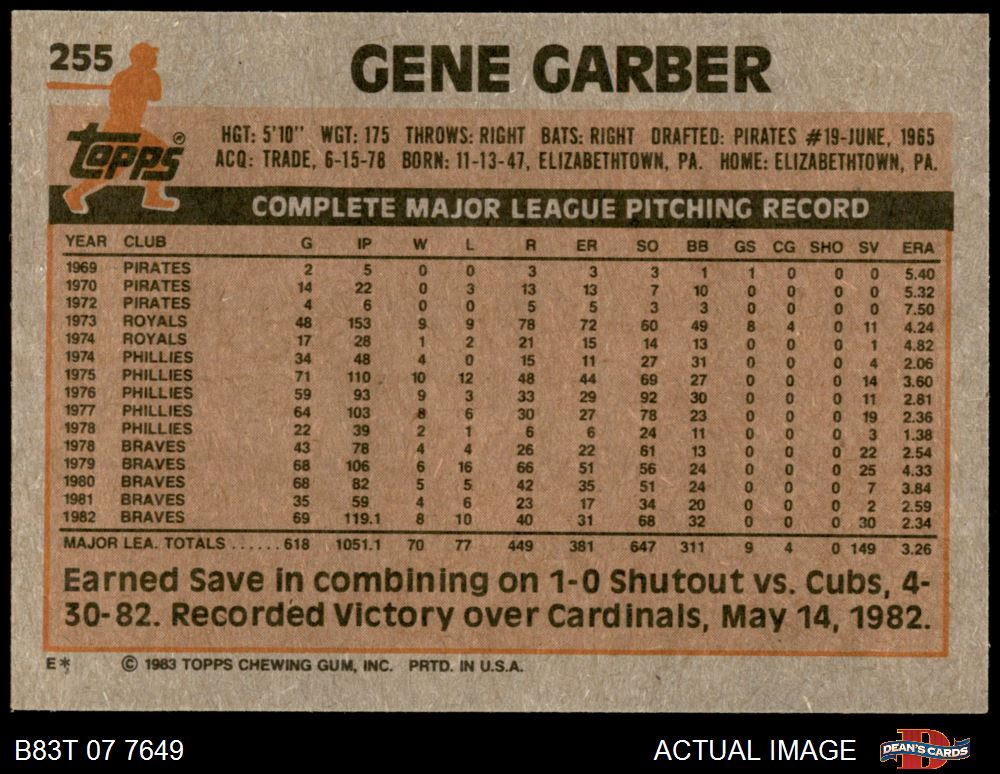 255
GENE GARBER
topps®
HGT: 5'10" WGT: 175 THROWS: RIGHT BATS: RIGHT DRAFTED: PIRATES #19-JUNE, 1965
ACQ: TRADE, 6-15-78 BORN: 11-13-47, ELIZABETHTOWN, PA. HOME: ELIZABETHTOWN, PA.
COMPLETE MAJOR LEAGUE PITCHING RECORD
YEAR CLUB G IP W L R ER SO BB GS CG SHO SV ERA
1969 PIRATES 2 5 0 0 3 3 3 1 1 0 0 0 5.40
1970 PIRATES 14 22 0 3 13 13 7 10 0 0 0 0 5.32
1972 PIRATES 4 6 0 0 5 5 3 3 0 0 0 0 7.50
1973 ROYALS 48 153 9 9 78 72 60 49 8 4 0 11 4.24
1974 ROYALS 17 28 1 2 21 15 14 13 0 0 0 1 4.82
1974 PHILLIES 34 48 4 0 15 11 27 31 0 0 0 4 2.06
1975 PHILLIES 71 110 10 12 48 44 69 27 0 0 0 14 3.60
1976 PHILLIES 59 93 9 3 33 29 92 30 0 0 0 11 2.81
1977 PHILLIES 64 103 8 6 30 27 78 23 0 0 0 19 2.36
1978 PHILLIES 22 39 2 1 6 6 24 11 0 0 0 3 1.38
1978 BRAVES 43 78 4 4 26 22 61 13 0 0 0 22 2.54
1979 BRAVES 68 106 6 16 66 51 56 24 0 0 0 25 4.33
1980 BRAVES 68 82 5 5 42 35 51 24 0 0 0 7 3.84
1981 BRAVES 35 59 4 6 23 17 34 20 0 0 0 2 2.59
1982 BRAVES 69 119.1 8 10 40 31 68 32 0 0 0 30 2.34
MAJOR LEA. TOTALS ......618 1051.1 70 77 449 381 647 311 9 4 0 149 3.26
Earned Save in combining on 1-0 Shutout vs. Cubs, 4-
30-82. Recorded Victory over Cardinals, May 14, 1982.
E* © 1983 TOPPS CHEWING GUM, INC. PRTD. IN U.S.A.
B83T 07 7649 ACTUAL IMAGE DEAN'S CARDS